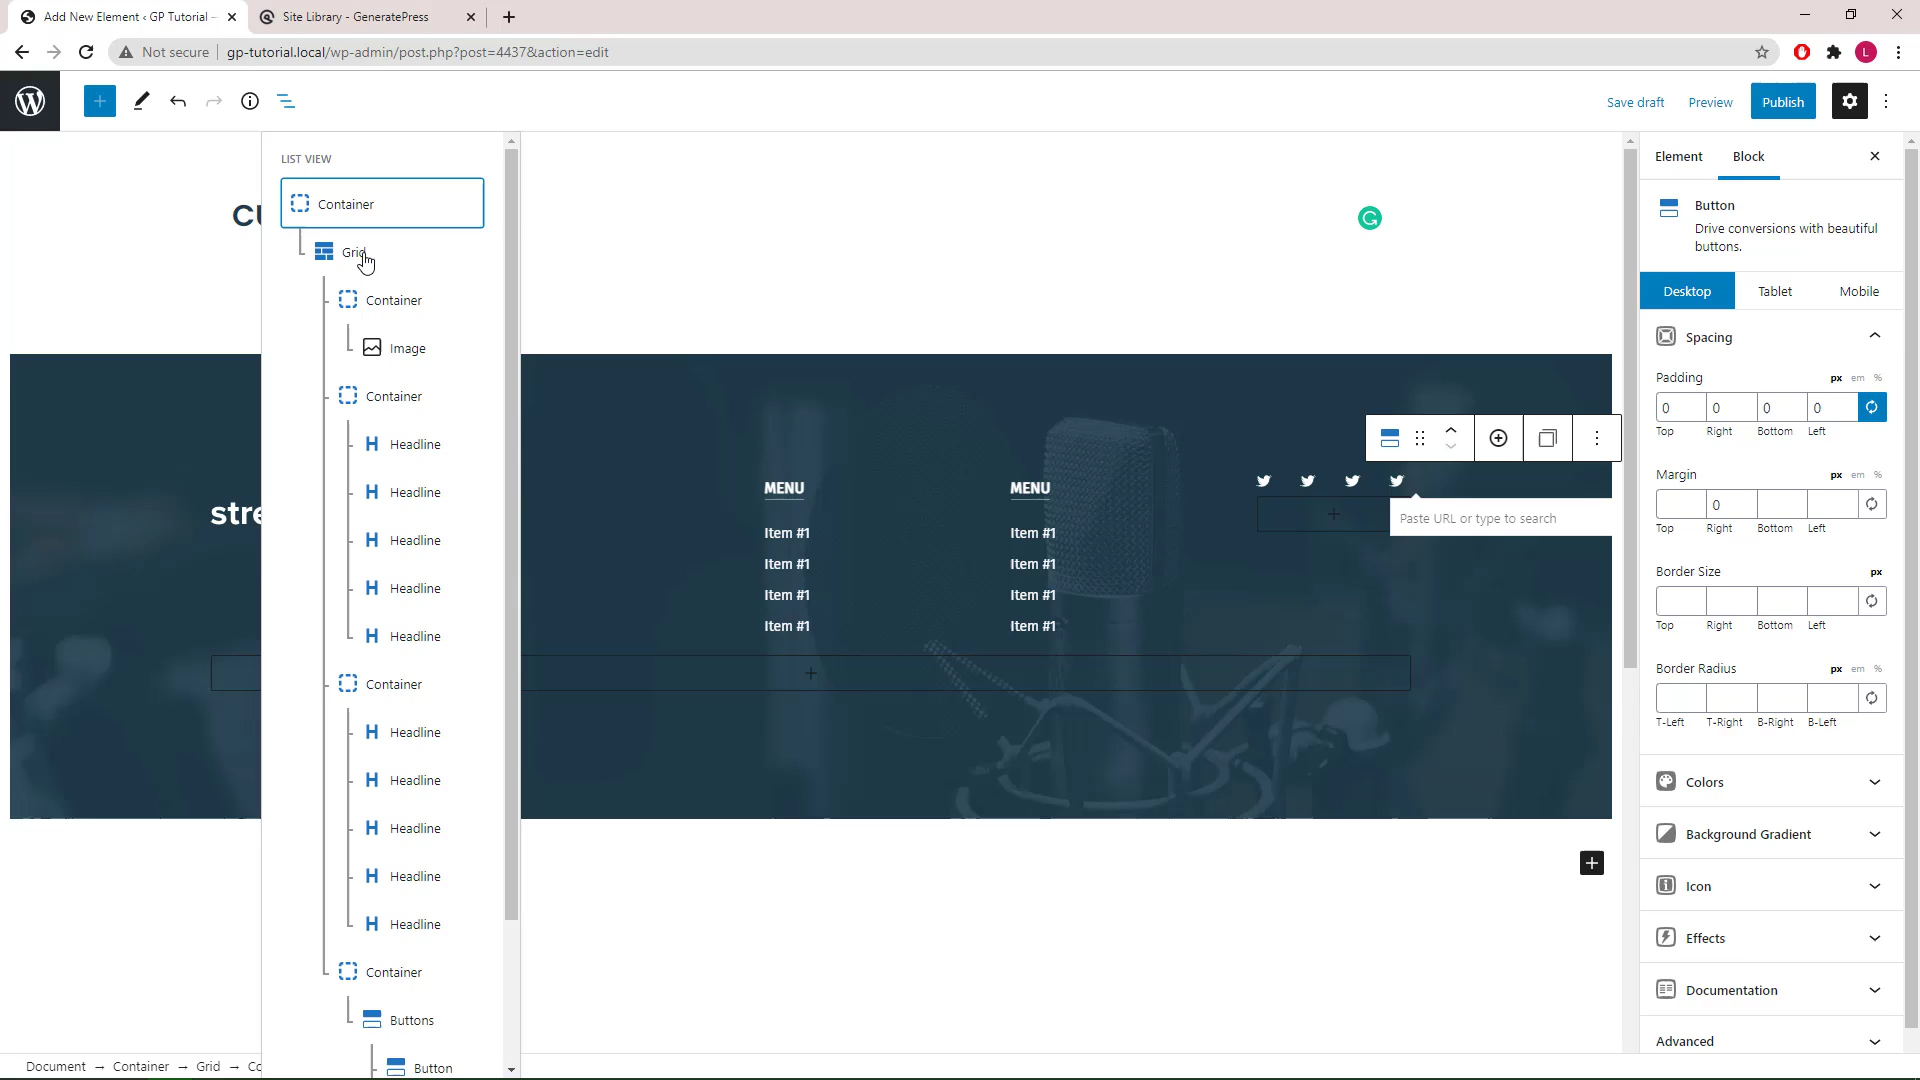 Add New Element ‹ GP Tutorial –
Site Library - GeneratePress
Not secure
gp-tutorial.local/wp-admin/post.php?post=4437&action=edit
L
Save draft
Preview
Publish
LIST VIEW
Container
Grid
Container
Image
Container
Headline
Headline
Headline
Headline
Headline
Container
Headline
Headline
Headline
Headline
Headline
Container
Buttons
Button
stre
MENU
Item #1
Item #1
Item #1
Item #1
MENU
Item #1
Item #1
Item #1
Item #1
Paste URL or type to search
Element
Block
Button
Drive conversions with beautiful
buttons.
Desktop
Tablet
Mobile
Spacing
Padding
px em %
0 0 0 0
Top Right Bottom Left
Margin
px em %
0
Top Right Bottom Left
Border Size
px
Top Right Bottom Left
Border Radius
px em %
T-Left T-Right B-Right B-Left
Colors
Background Gradient
Icon
Effects
Documentation
Advanced
Document → Container → Grid → Co